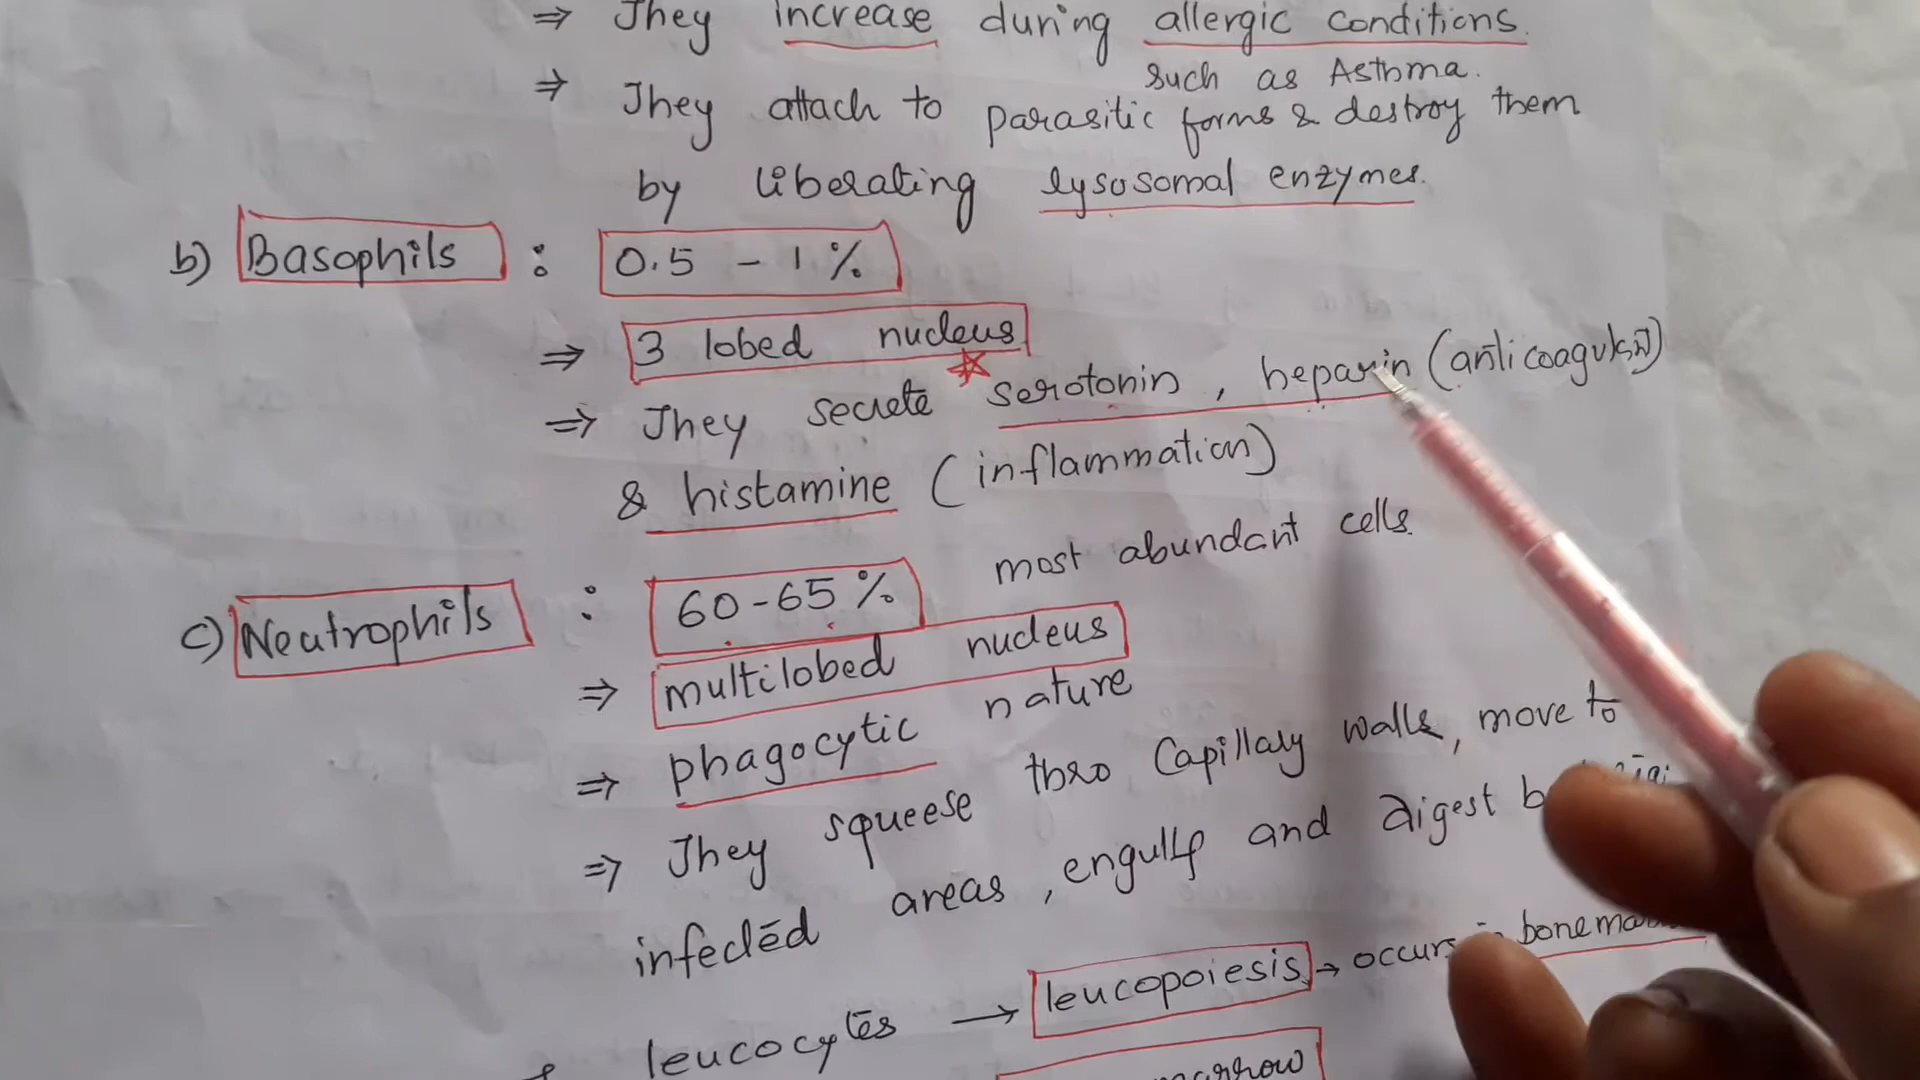 ⇒ They increase during allergic conditions.
such as Asthma.
⇒ They attach to parasitic forms & destroy them
by liberating lysosomal enzymes.
b) Basophils : 0.5 - 1 %
⇒ 3 lobed nucleus
⇒ They secrete serotonin , heparin (anticoagulant)
& histamine (inflammation)
c) Neutrophils : 60-65 % most abundant cells.
⇒ multilobed nucleus
⇒ phagocytic nature
⇒ They squeese thro capillary walls, move to
infected areas, engulf and digest
leucocytes → leucopoiesis → occurs
marrow